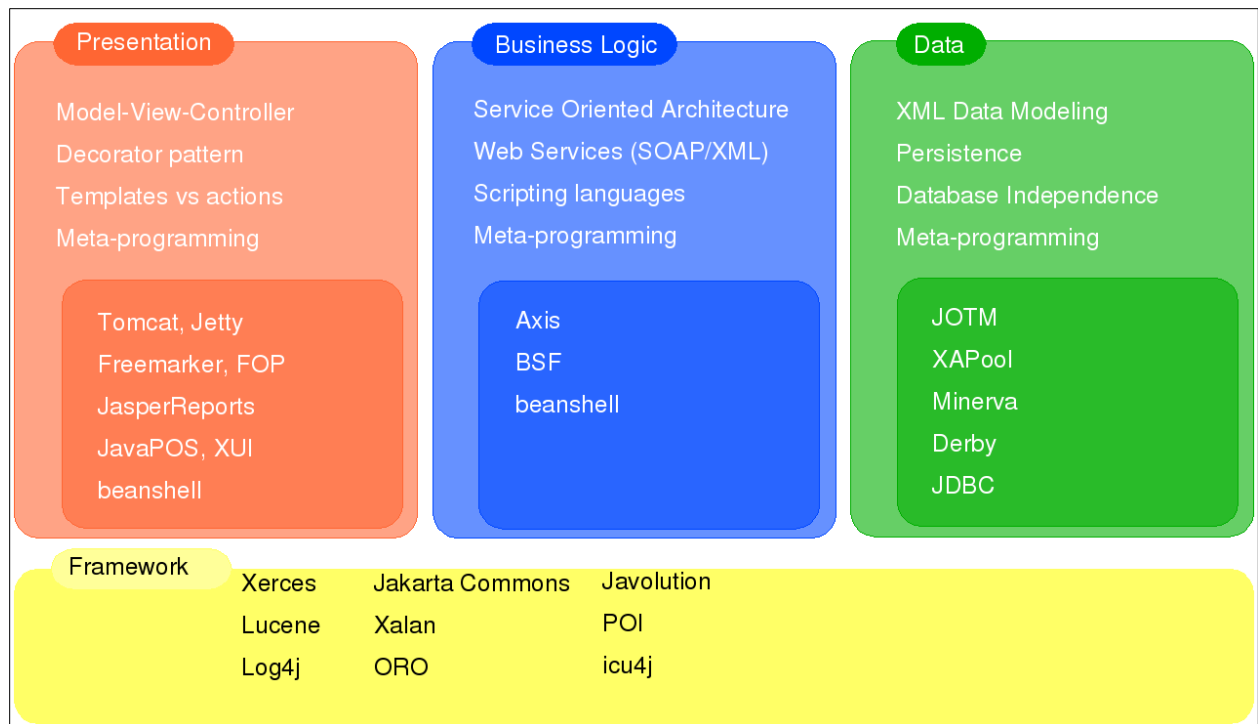 Presentation
Model-View-Controller
Decorator pattern
Templates vs actions
Meta-programming
Tomcat, Jetty
Freemarker, FOP
JasperReports
JavaPOS, XUI
beanshell
Business Logic
Service Oriented Architecture
Web Services (SOAP/XML)
Scripting languages
Meta-programming
Axis
BSF
beanshell
Data
XML Data Modeling
Persistence
Database Independence
Meta-programming
JOTM
XAPool
Minerva
Derby
JDBC
Framework
Xerces
Lucene
Log4j
Jakarta Commons
Xalan
ORO
Javolution
POI
icu4j